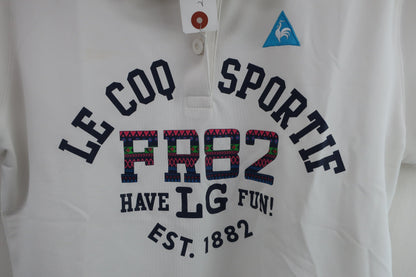 LE COQ SPORTIF
FR82
HAVE LG FUN!
EST. 1882